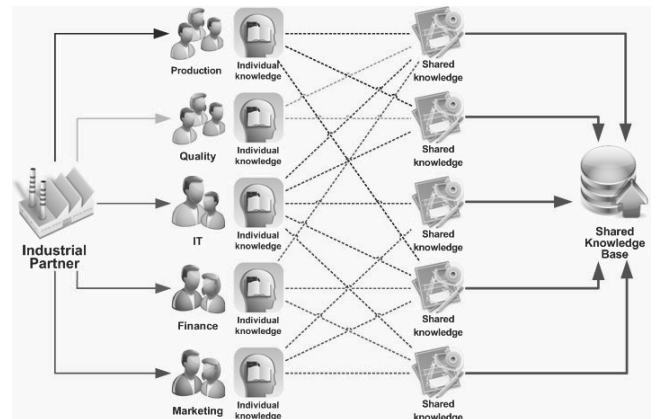 Production
Individual
knowledge
Shared
knowledge
Quality
Individual
knowledge
Shared
knowledge
Industrial
Partner
IT
Individual
knowledge
Shared
knowledge
Shared
Knowledge
Base
Finance
Individual
knowledge
Shared
knowledge
Marketing
Individual
knowledge
Shared
knowledge